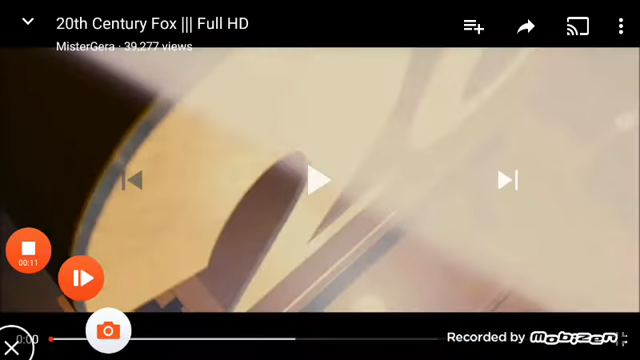 20th Century Fox ||| Full HD
MisterGera · 39,277 views
00:11
0:00
Recorded by mobizen